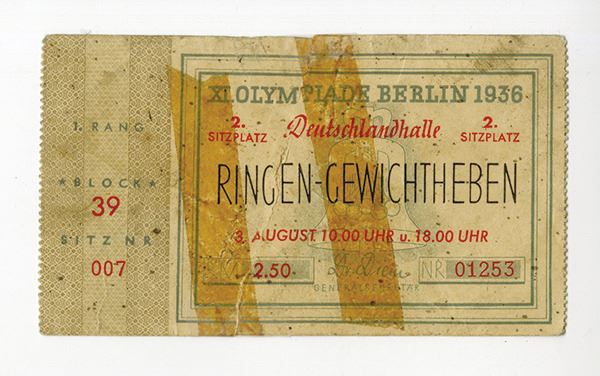 1. RANG
★BLOCK★
39
SITZ NR
007
XI. OLYMPIADE BERLIN 1936
2. SITZPLATZ Deutschlandhalle 2. SITZPLATZ
RINGEN-GEWICHTHEBEN
3. AUGUST 10.00 UHR u. 18.00 UHR
2.50
GENERALSEKRETÄR
NR 01253